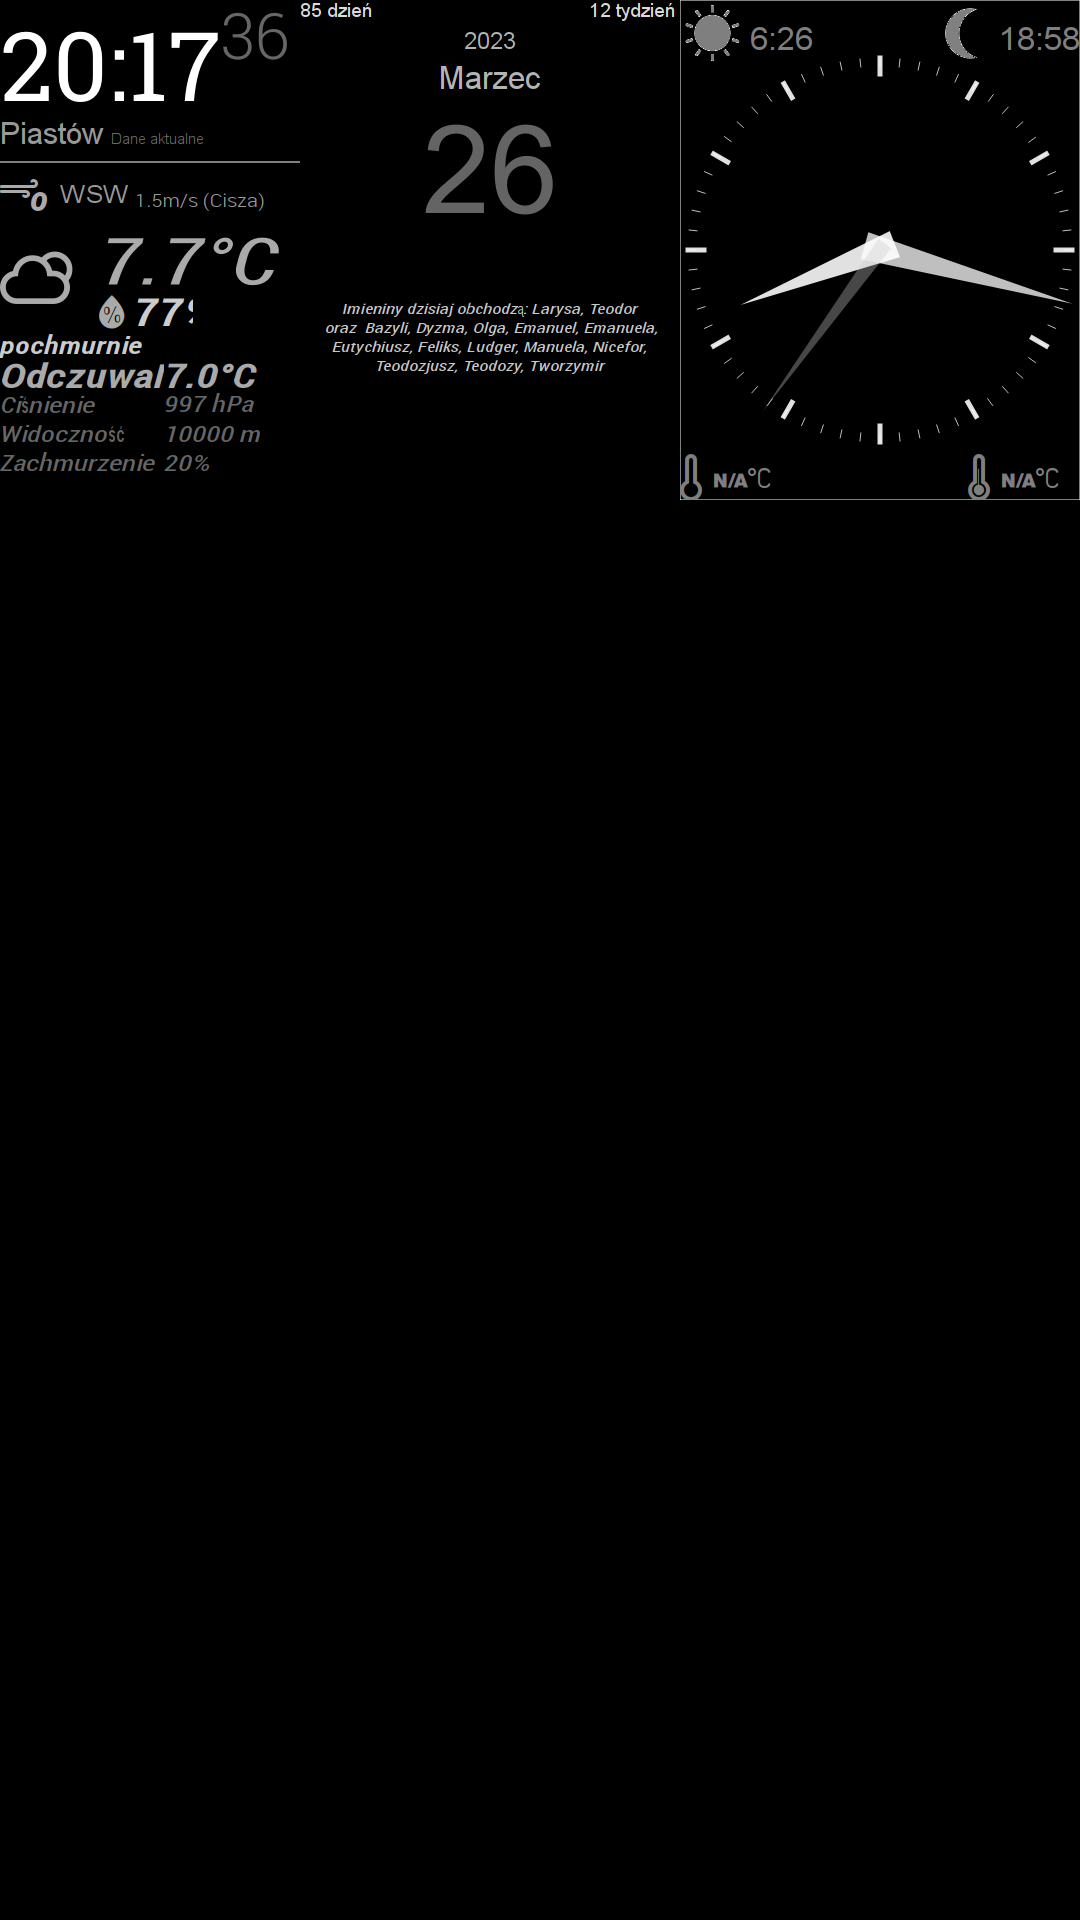 20:17 36
Piastów Dane aktualne
WSW 1.5m/s (Cisza)
7.7°C
% 77
pochmurnie
Odczuwal 7.0°C
Ciśnienie 997 hPa
Widoczność 10000 m
Zachmurzenie 20%
85 dzień 12 tydzień
2023
Marzec
26
Imieniny dzisiaj obchodzą: Larysa, Teodor
oraz Bazyli, Dyzma, Olga, Emanuel, Emanuela,
Eutychiusz, Feliks, Ludger, Manuela, Nicefor,
Teodozjusz, Teodozy, Tworzymir
6:26 18:58
N/A°C N/A°C